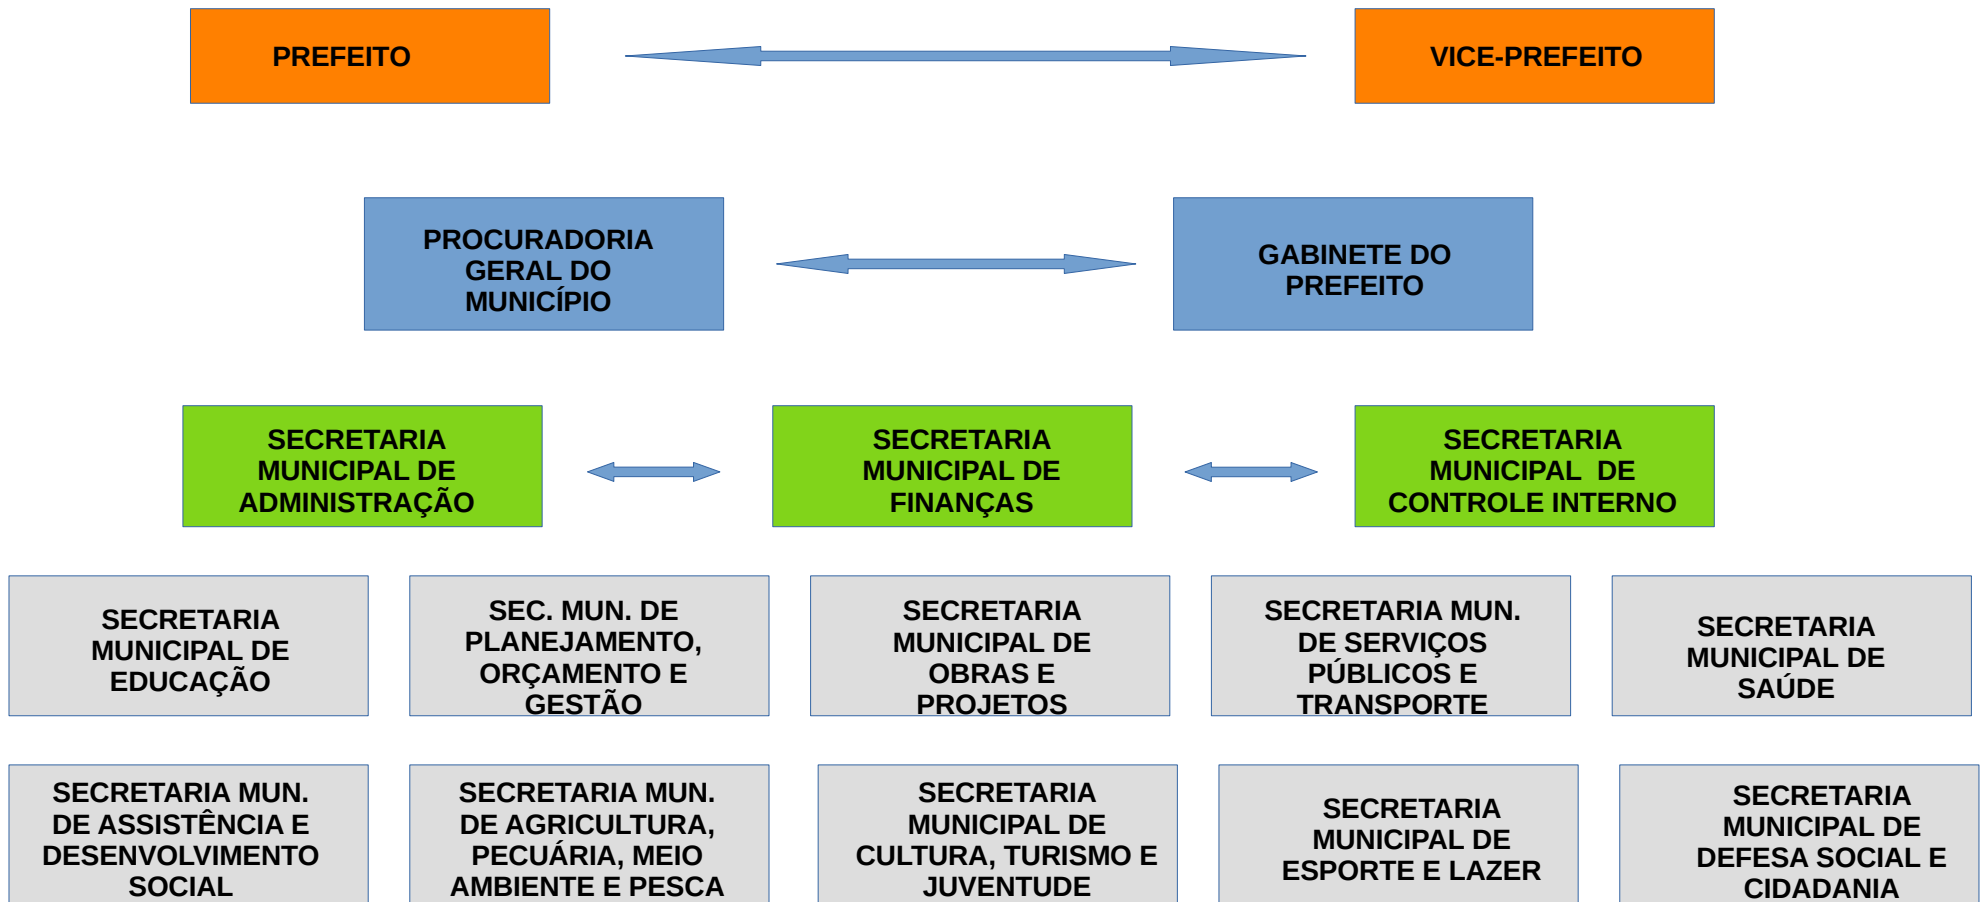 PREFEITO
VICE-PREFEITO
PROCURADORIA
GERAL DO
MUNICÍPIO
GABINETE DO
PREFEITO
SECRETARIA
MUNICIPAL DE
ADMINISTRAÇÃO
SECRETARIA
MUNICIPAL DE
FINANÇAS
SECRETARIA
MUNICIPAL DE
CONTROLE INTERNO
SECRETARIA
MUNICIPAL DE
EDUCAÇÃO
SEC. MUN. DE
PLANEJAMENTO,
ORÇAMENTO E
GESTÃO
SECRETARIA
MUNICIPAL DE
OBRAS E
PROJETOS
SECRETARIA MUN.
DE SERVIÇOS
PÚBLICOS E
TRANSPORTE
SECRETARIA
MUNICIPAL DE
SAÚDE
SECRETARIA MUN.
DE ASSISTÊNCIA E
DESENVOLVIMENTO
SOCIAL
SECRETARIA MUN.
DE AGRICULTURA,
PECUÁRIA, MEIO
AMBIENTE E PESCA
SECRETARIA
MUNICIPAL DE
CULTURA, TURISMO E
JUVENTUDE
SECRETARIA
MUNICIPAL DE
ESPORTE E LAZER
SECRETARIA
MUNICIPAL DE
DEFESA SOCIAL E
CIDADANIA